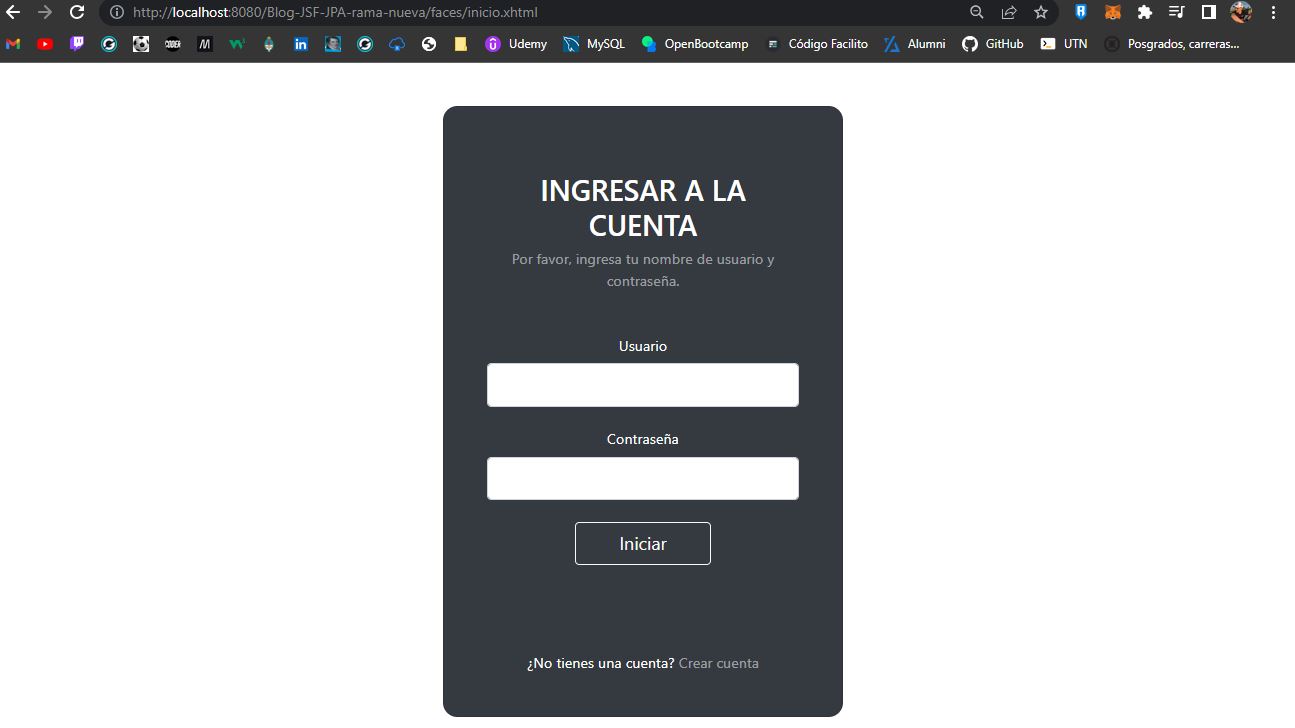 http://localhost:8080/Blog-JSF-JPA-rama-nueva/faces/inicio.xhtml
Udemy MySQL OpenBootcamp Código Facilito Alumni GitHub UTN Posgrados, carreras...
INGRESAR A LA
CUENTA
Por favor, ingresa tu nombre de usuario y
contraseña.
Usuario
Contraseña
Iniciar
¿No tienes una cuenta? Crear cuenta